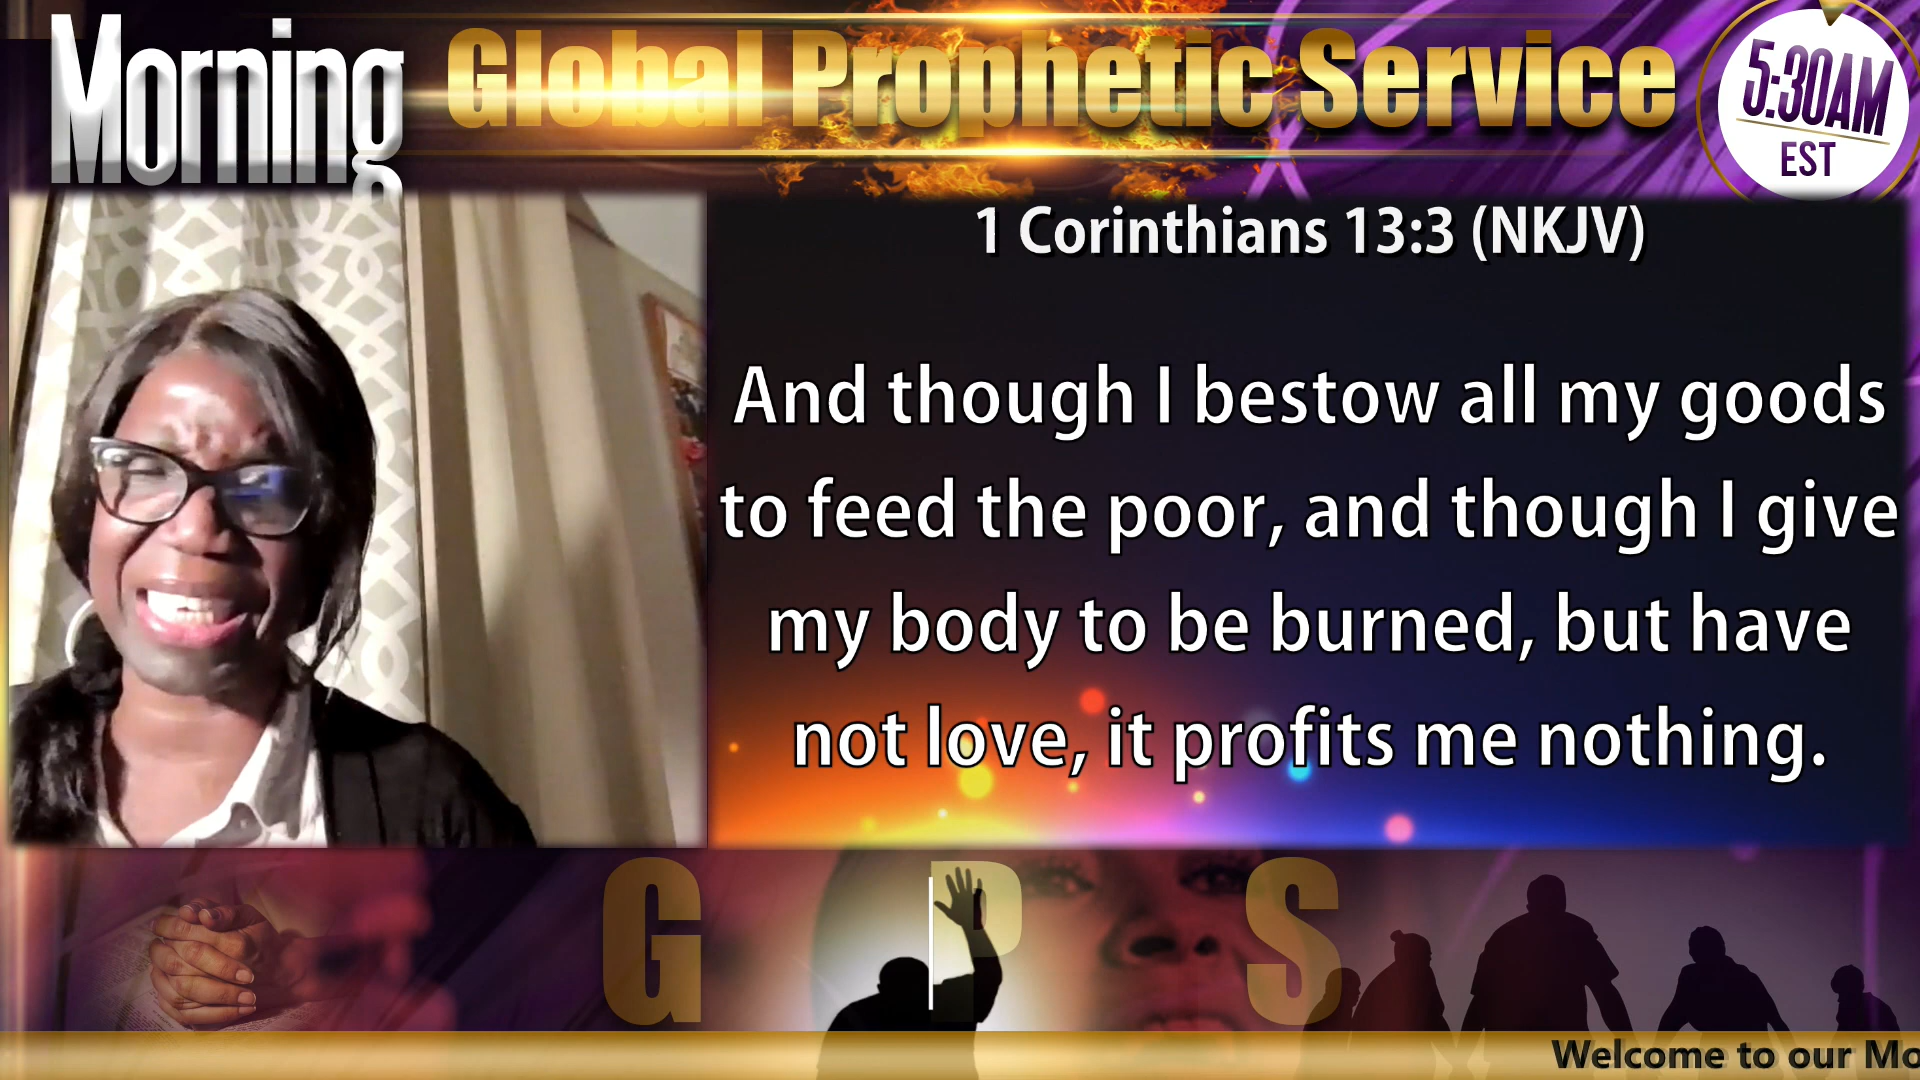 Morning
Global Prophetic Service
5:30AM
EST
1 Corinthians 13:3 (NKJV)
And though I bestow all my goods
to feed the poor, and though I give
my body to be burned, but have
not love, it profits me nothing.
G P S
Welcome to our Mo